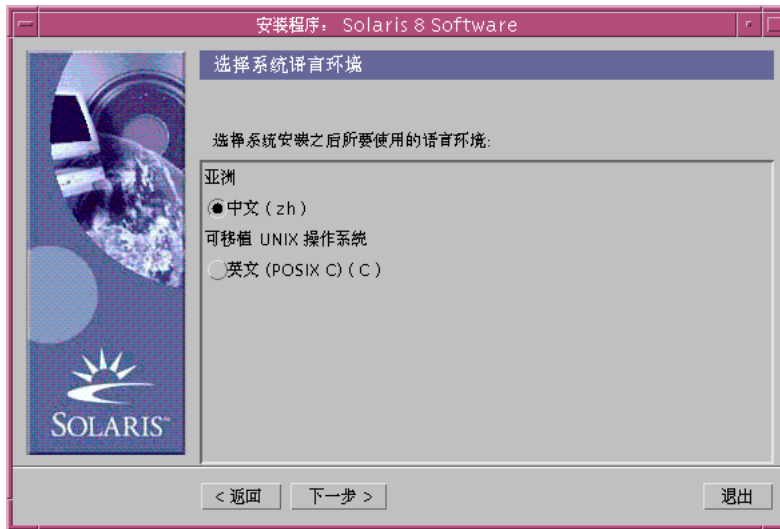 安装程序： Solaris 8 Software
选择系统语言环境
选择系统安装之后所要使用的语言环境:
亚洲
中文 ( zh )
可移植 UNIX 操作系统
英文 (POSIX C) ( C )
SOLARIS™
< 返回
下一步 >
退出